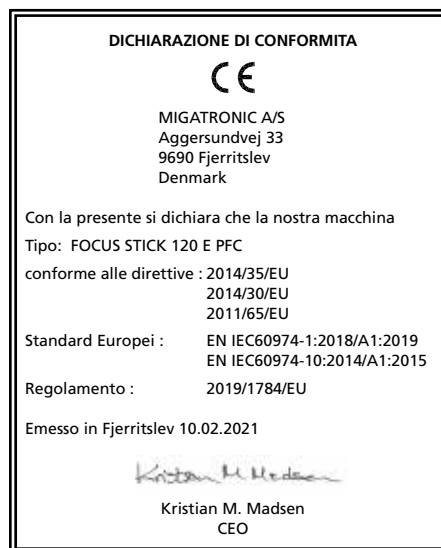 DICHIARAZIONE DI CONFORMITA
CE
MIGATRONIC A/S
Aggersundvej 33
9690 Fjerritslev
Denmark
Con la presente si dichiara che la nostra macchina
Tipo: FOCUS STICK 120 E PFC
conforme alle direttive : 2014/35/EU
2014/30/EU
2011/65/EU
Standard Europei : EN IEC60974-1:2018/A1:2019
EN IEC60974-10:2014/A1:2015
Regolamento : 2019/1784/EU
Emesso in Fjerritslev 10.02.2021
Kristian M Madsen
Kristian M. Madsen
CEO